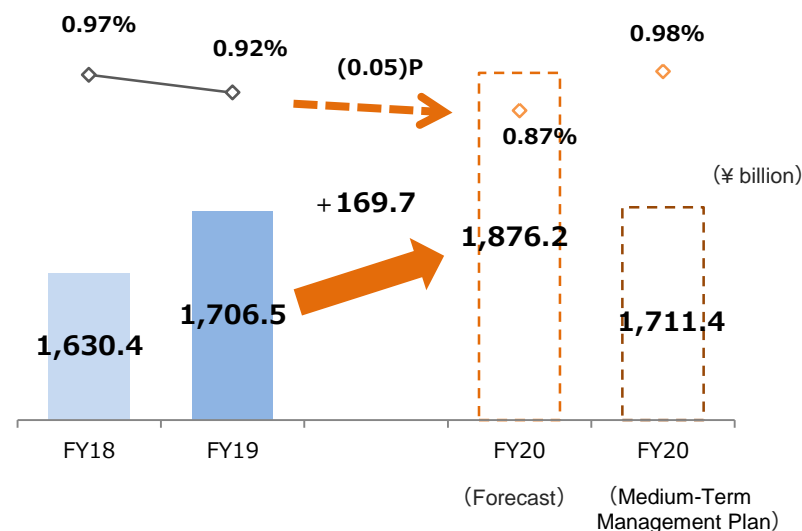 0.97%
0.92%
(0.05)P
0.98%
0.87%
(¥ billion)
+169.7
1,876.2
1,706.5
1,711.4
1,630.4
FY18
FY19
FY20
FY20
(Forecast)
(Medium-Term
Management Plan)